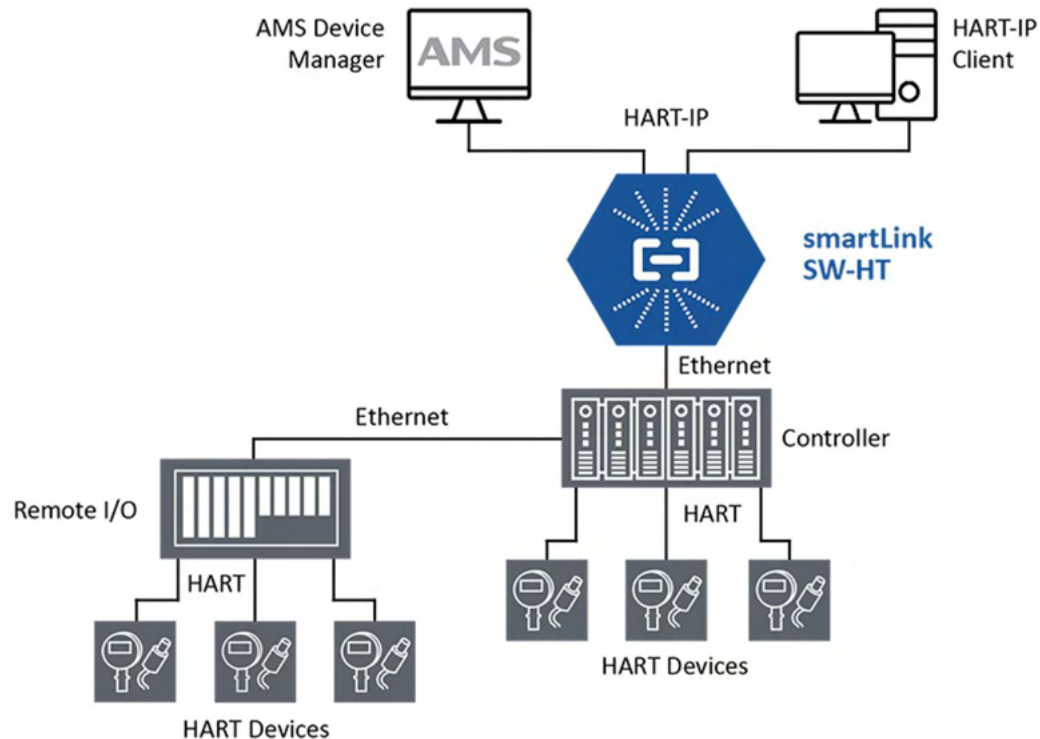 AMS Device
Manager
AMS
HART-IP
Client
HART-IP
smartLink
SW-HT
Ethernet
Ethernet
Controller
Remote I/O
HART
HART
HART Devices
HART Devices